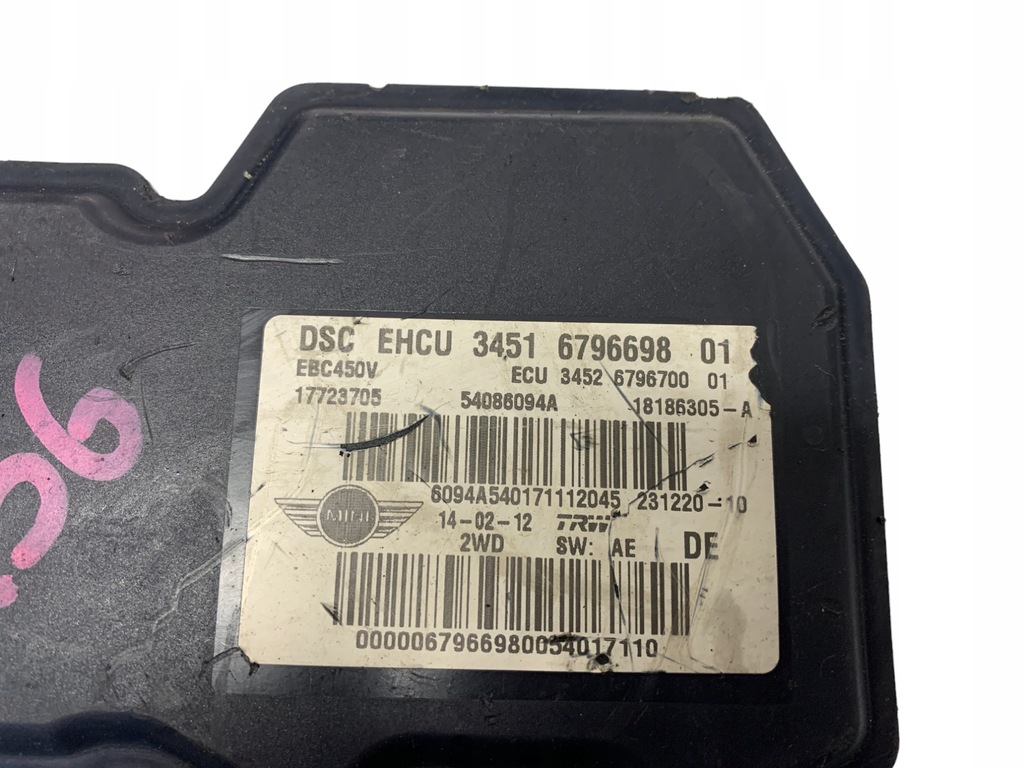 DSC EHCU 3451 6796698 01
EBC450V ECU 3452 6796700 01
17723705 54086094A 18186305-A
6094A540171112045 231220-10
MINI 14-02-12 TRW
2WD SW: AE DE
0000067966980054017110